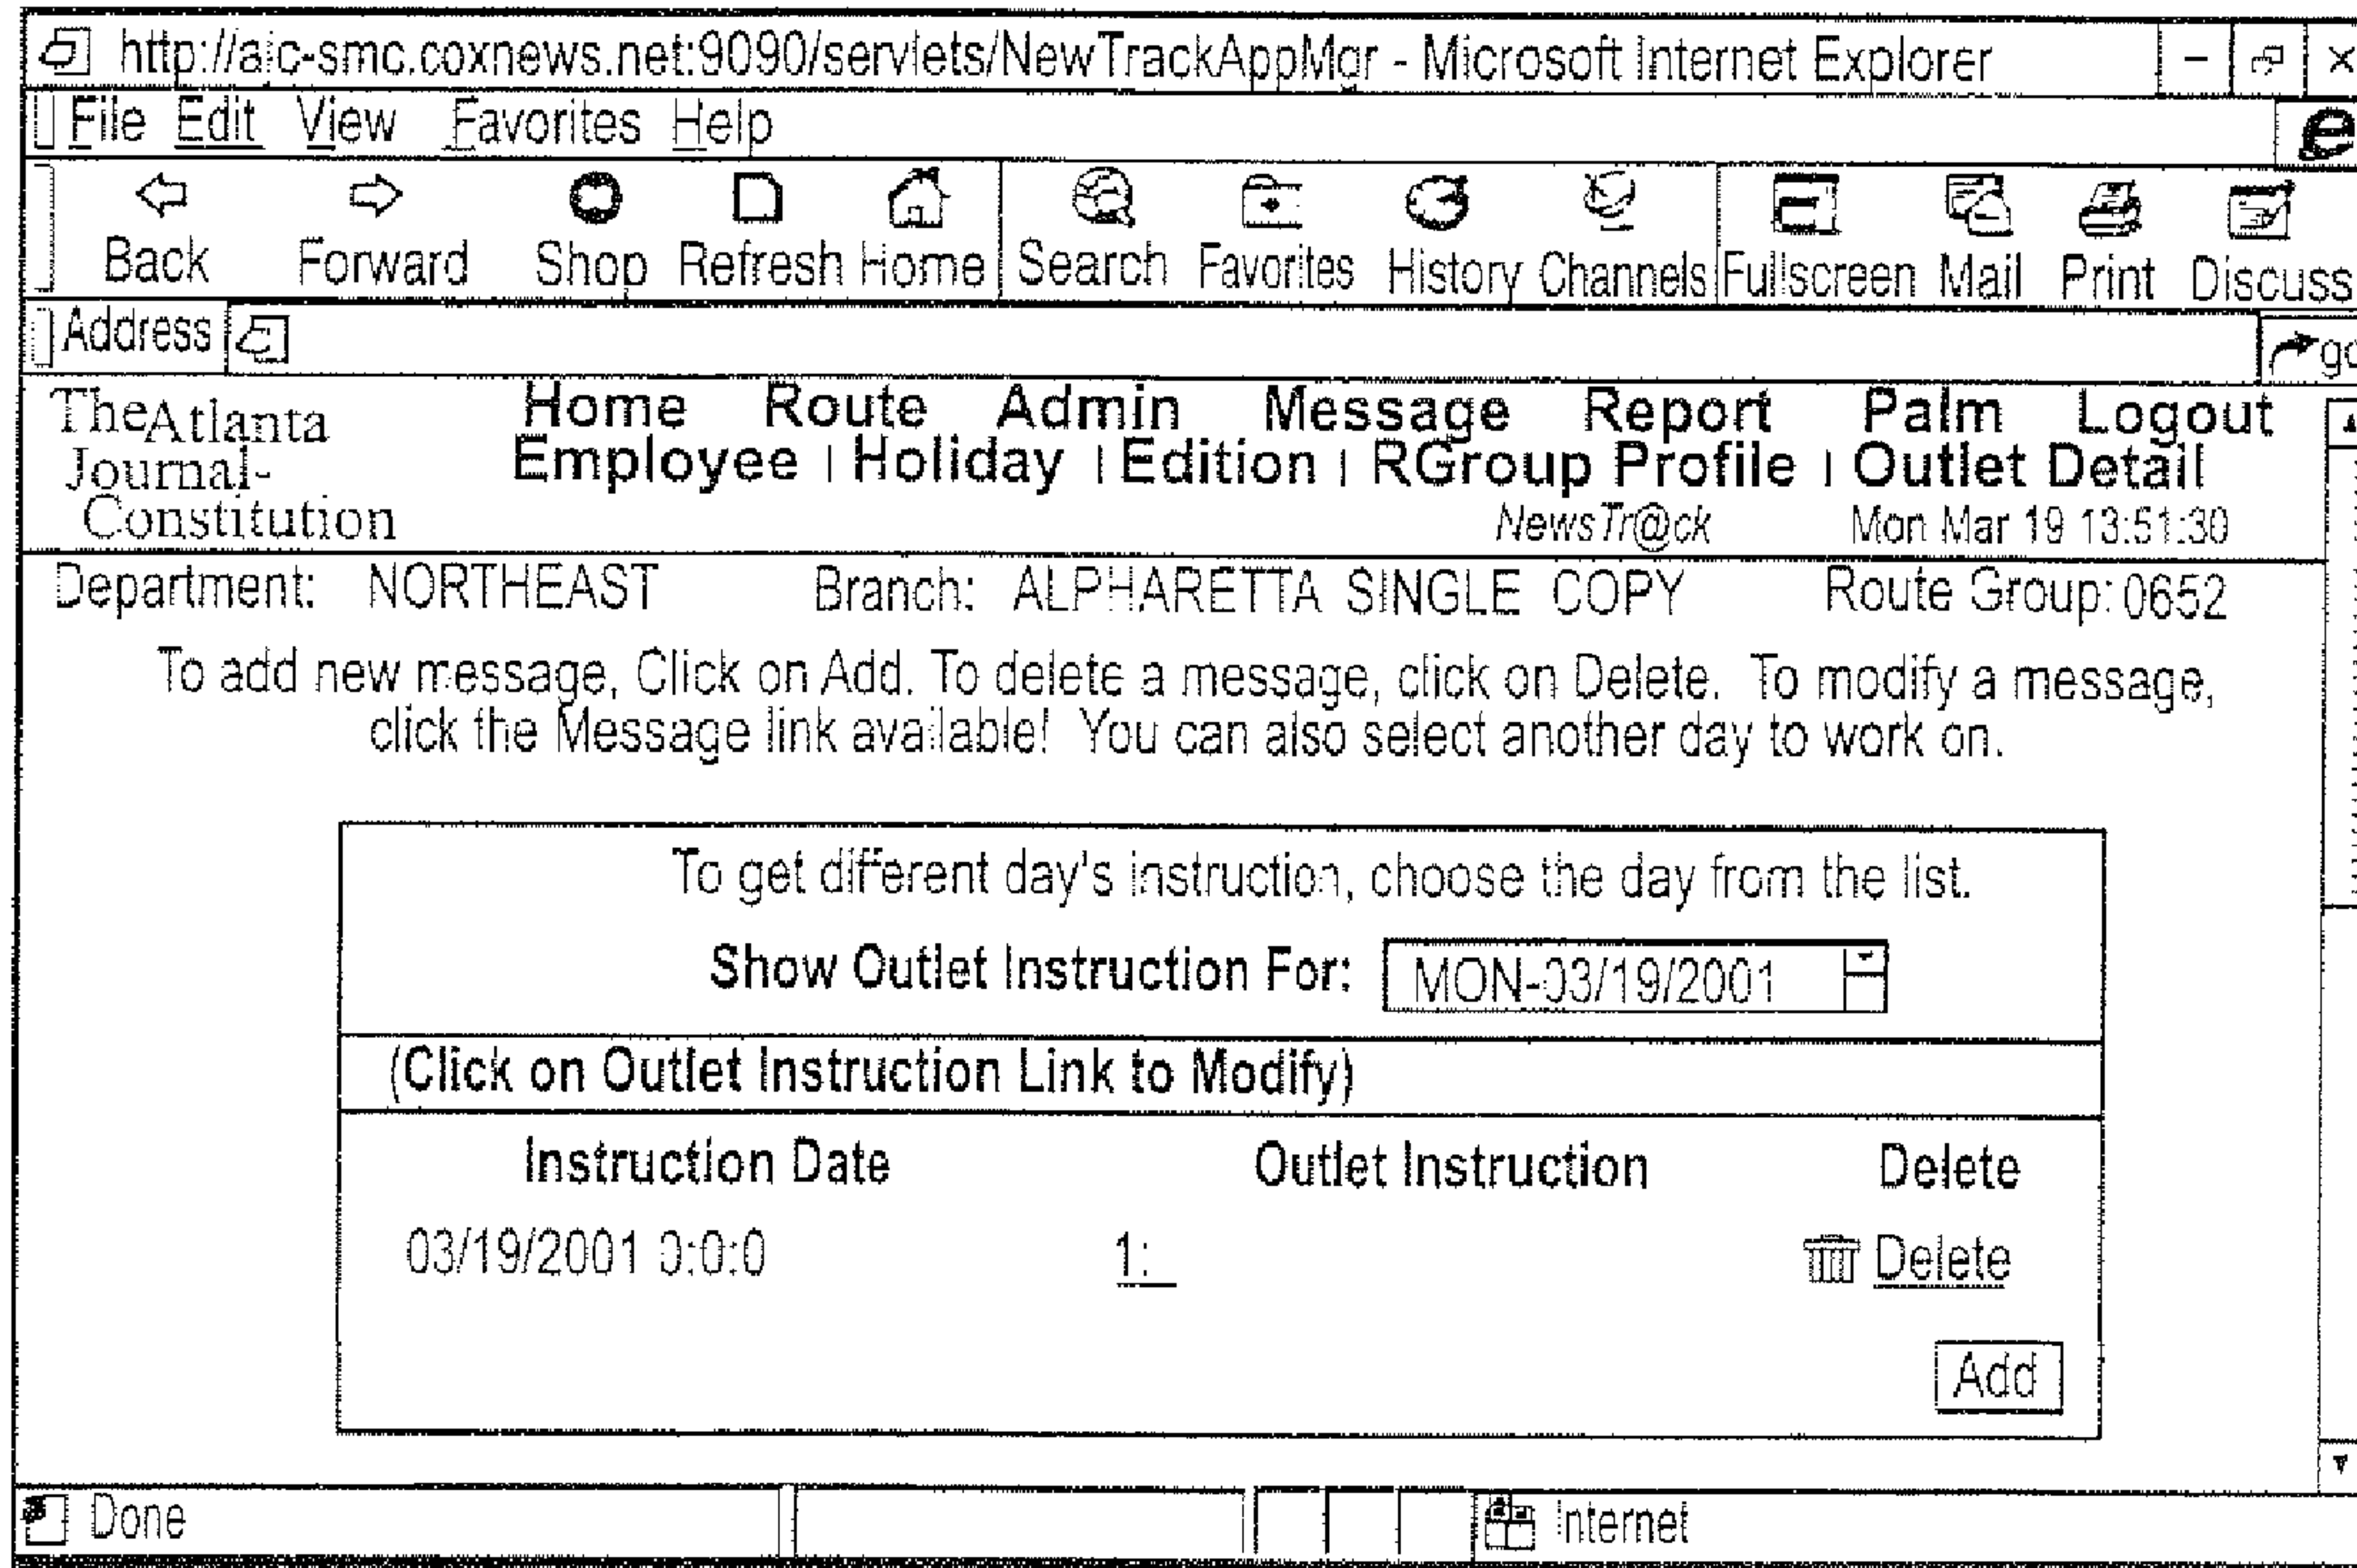 http://ajc-smc.coxnews.net:9090/servlets/NewTrackAppMgr - Microsoft Internet Explorer
File Edit View Favorites Help
Back Forward Shop Refresh Home Search Favorites History Channels Fullscreen Mail Print Discuss
Address go
The Atlanta
Journal-
Constitution
Home Route Admin Message Report Palm Logout
Employee | Holiday | Edition | RGroup Profile | Outlet Detail
NewsTr@ck Mon Mar 19 13:51:30
Department: NORTHEAST Branch: ALPHARETTA SINGLE COPY Route Group: 0652
To add new message, Click on Add. To delete a message, click on Delete. To modify a message,
click the Message link available! You can also select another day to work on.
To get different day's instruction, choose the day from the list.
Show Outlet Instruction For: MON-03/19/2001
(Click on Outlet Instruction Link to Modify)
Instruction Date Outlet Instruction Delete
03/19/2001 0:0:0 1: Delete
Add
Done Internet